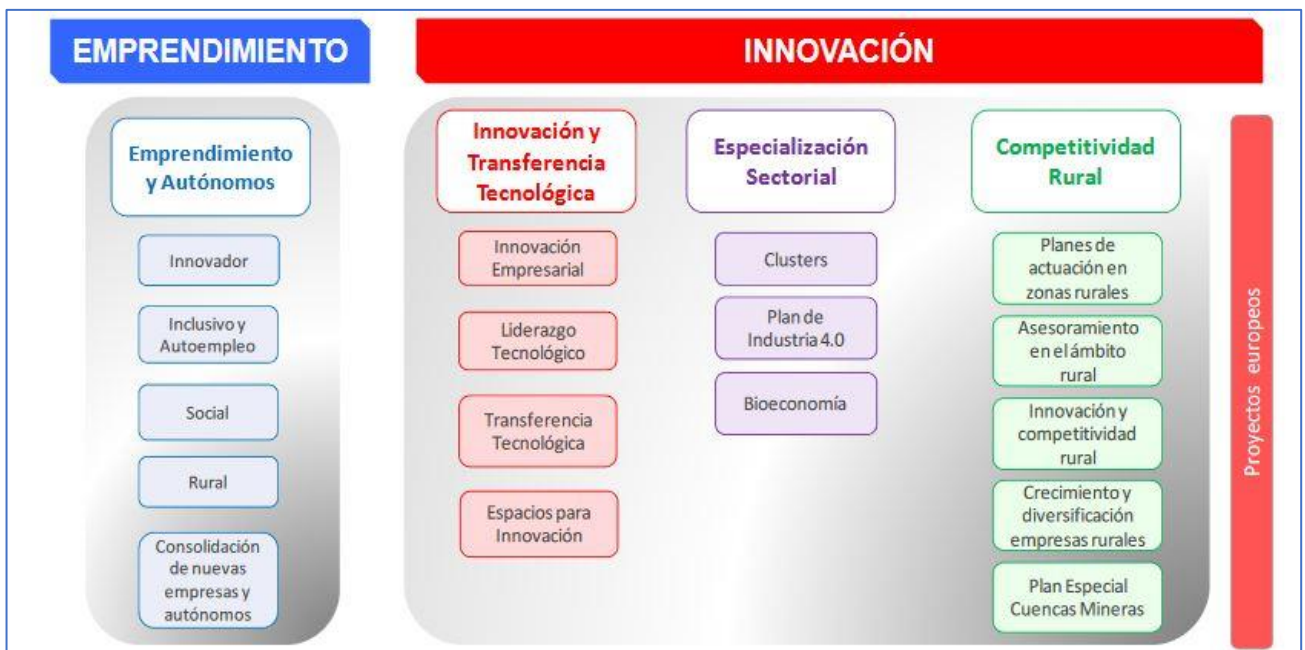 EMPRENDIMIENTO
INNOVACIÓN
Emprendimiento
y Autónomos
Innovador
Inclusivo y
Autoempleo
Social
Rural
Consolidación
de nuevas
empresas y
autónomos
Innovación y
Transferencia
Tecnológica
Innovación
Empresarial
Liderazgo
Tecnológico
Transferencia
Tecnológica
Espacios para
Innovación
Especialización
Sectorial
Clusters
Plan de
Industria 4.0
Bioeconomía
Competitividad
Rural
Planes de
actuación en
zonas rurales
Asesoramiento
en el ámbito
rural
Innovación y
competitividad
rural
Crecimiento y
diversificación
empresas rurales
Plan Especial
Cuencas Mineras
Proyectos europeos